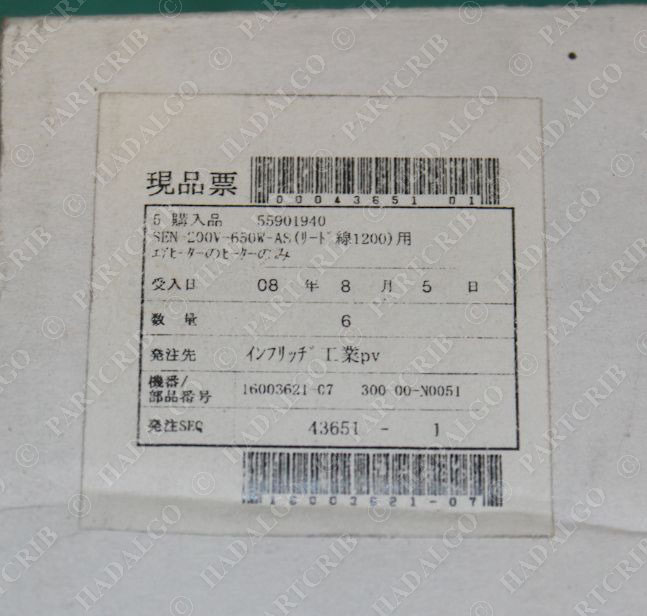 現品票
00043651 01
5 購入品 55901940
SEN-200V-650W-AS(ﾘｰﾄﾞ線1200)用
ｴｱﾋｰﾀｰのﾋｰﾀｰのみ
受入日 08 年 8 月 5 日
数 量 6
発注先 インフリッヂ工業pv
機番/
部品番号 16003621-07 300 00-N0051
発注SEQ 43651 - 1
16003621-07
© PARTCRIB
© HADALGO